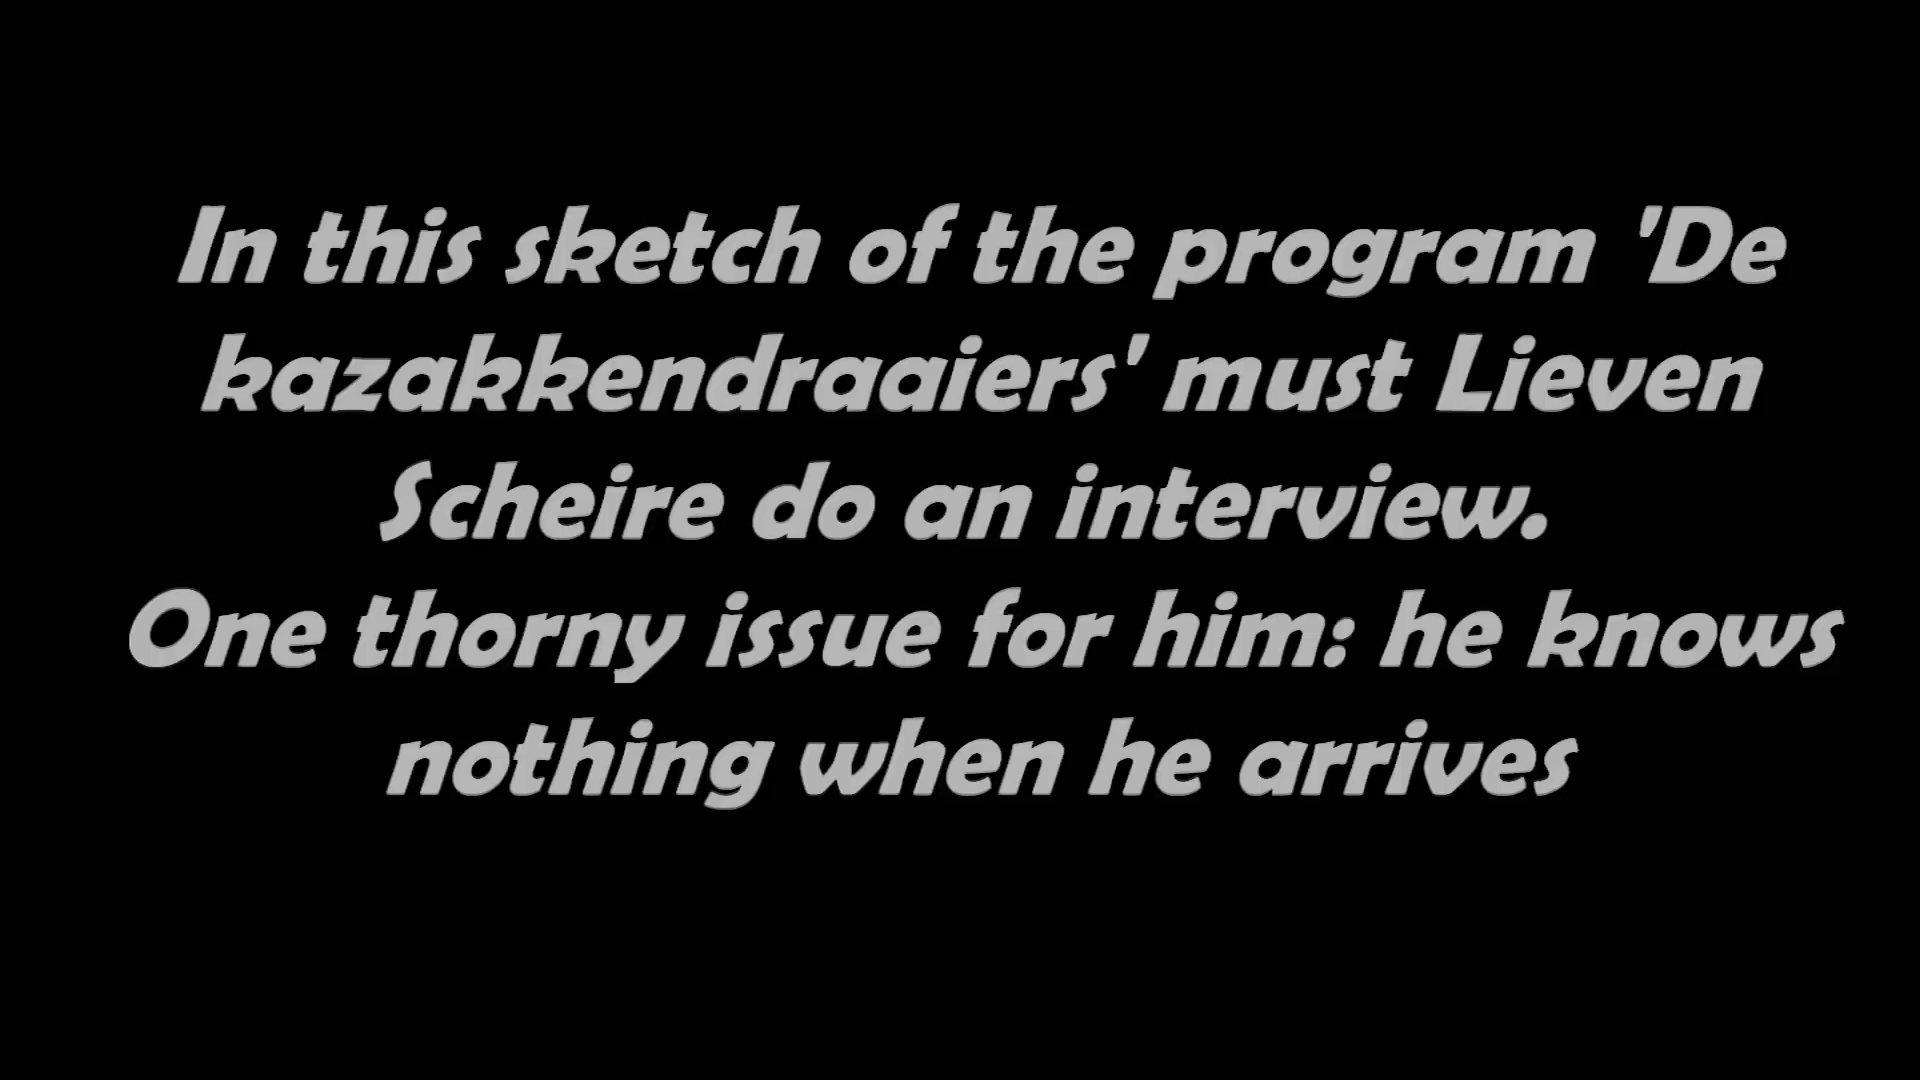 In this sketch of the program 'De
kazakkendraaiers' must Lieven
Scheire do an interview.
One thorny issue for him: he knows
nothing when he arrives